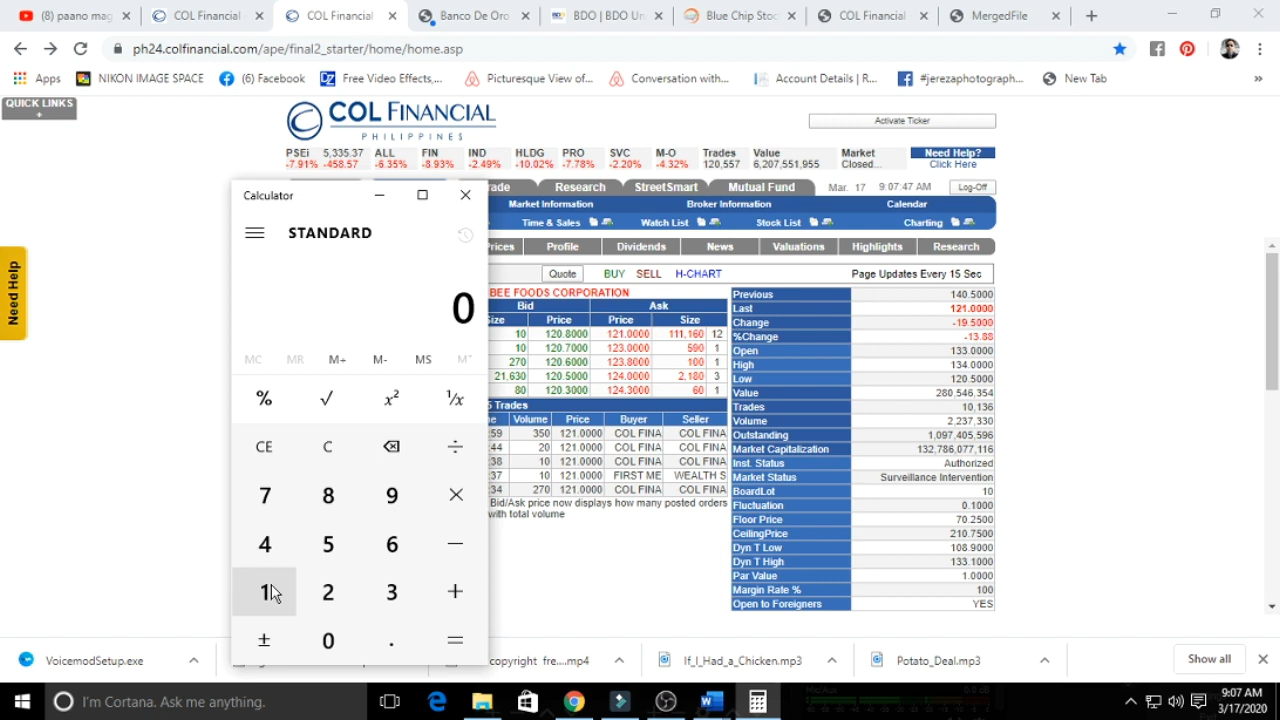 (8) paano mag
COL Financial
COL Financial
Banco De Oro
BDO | BDO Un
Blue Chip Stoc
COL Financial
MergedFile
ph24.colfinancial.com/ape/final2_starter/home/home.asp
Apps
NIKON IMAGE SPACE
(6) Facebook
Free Video Effects,...
Picturesque View of...
Conversation with...
Account Details | R...
#jerezaphotograph...
New Tab
QUICK LINKS
+
COL FINANCIAL
PHILIPPINES
Activate Ticker
PSEi 5,335.37 ALL FIN IND HLDG PRO SVC M-O Trades Value Market
-7.91% -458.57 -6.35% -8.93% -2.49% -10.02% -7.78% -2.20% -4.32% 120,557 6,207,551,955 Closed...
Need Help?
Click Here
rade Research StreetSmart Mutual Fund Mar. 17 9:07:47 AM Log-Off
Market Information Broker Information Calendar
Time & Sales Watch List Stock List Charting
Prices Profile Dividends News Valuations Highlights Research
Quote BUY SELL H-CHART Page Updates Every 15 Sec
BEE FOODS CORPORATION
Bid Ask
Size Price Price Size
10 120.8000 121.0000 111,160 12
10 120.7000 123.0000 590 1
270 120.6000 123.8000 100 1
21,630 120.5000 124.0000 2,180 3
80 120.3000 124.3000 60 1
5 Trades
Volume Price Buyer Seller
59 350 121.0000 COL FINA COL FINA
44 20 121.0000 COL FINA COL FINA
38 10 121.0000 COL FINA COL FINA
37 10 121.0000 FIRST ME WEALTH S
34 270 121.0000 COL FINA COL FINA
Bid/Ask price now displays how many posted orders
with total volume
Previous 140.5000
Last 121.0000
Change -19.5000
%Change -13.88
Open 133.0000
High 134.0000
Low 120.5000
Value 280,546,354
Trades 10,136
Volume 2,237,330
Outstanding 1,097,405,596
Market Capitalization 132,786,077,116
Inst. Status Authorized
Market Status Surveillance Intervention
BoardLot 10
Fluctuation 0.1000
Floor Price 70.2500
CeilingPrice 210.7500
Dyn T Low 108.9000
Dyn T High 133.1000
Par Value 1.0000
Margin Rate % 100
Open to Foreigners YES
Need Help
Calculator
STANDARD
0
MC MR M+ M- MS M˅
% √ x² ¹/x
CE C ⌫ ÷
7 8 9 ×
4 5 6 −
1 2 3 +
± 0 . =
VoicemodSetup.exe
copyright fre....mp4
If_I_Had_a_Chicken.mp3
Potato_Deal.mp3
Show all
I'm Cortana. Ask me anything.
9:07 AM
3/17/2020